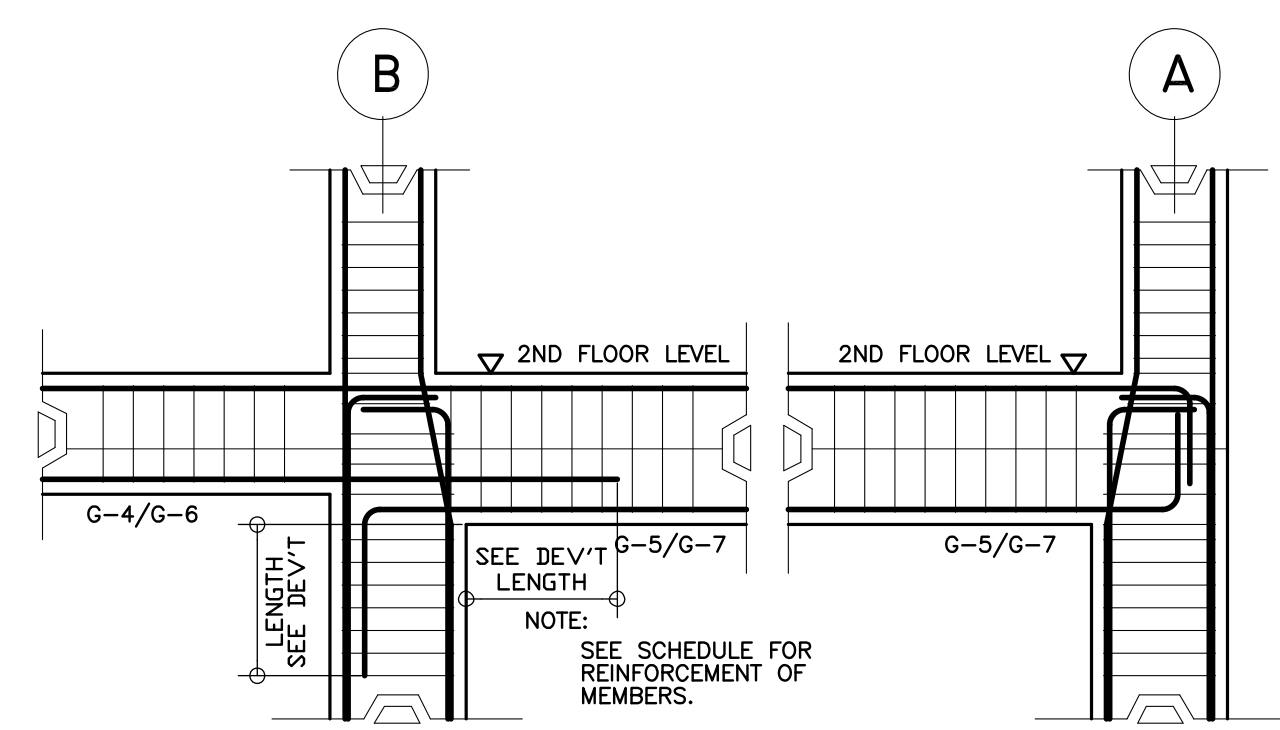 B
A
2ND FLOOR LEVEL
2ND FLOOR LEVEL
G-4/G-6
G-5/G-7
G-5/G-7
LENGTH
SEE DEV'T
SEE DEV'T
LENGTH
NOTE:
SEE SCHEDULE FOR
REINFORCEMENT OF
MEMBERS.